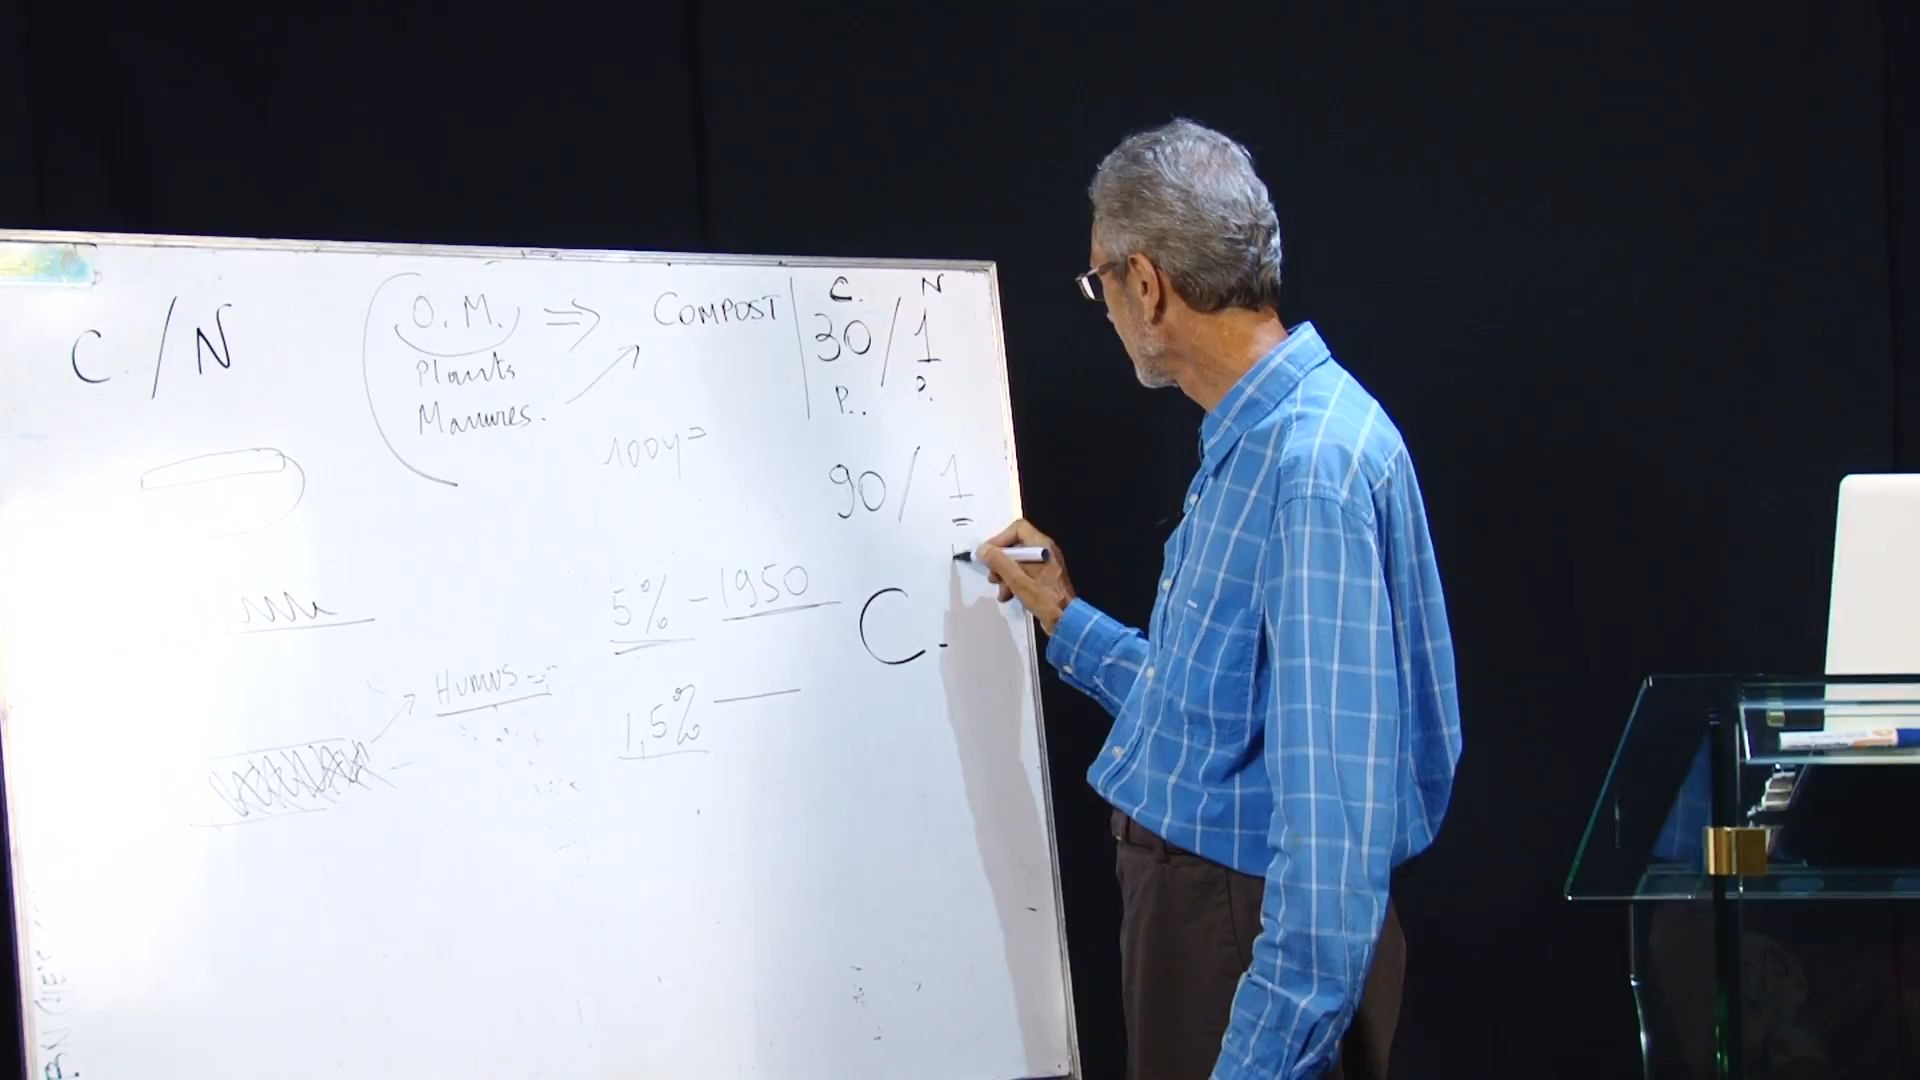 C / N
O. M. ⇒ COMPOST
Plants
Manures.
C. N
30 / 1
P.. P.
100y
90 / 1
=
5% - 1950
C.
HUMUS
1,5%